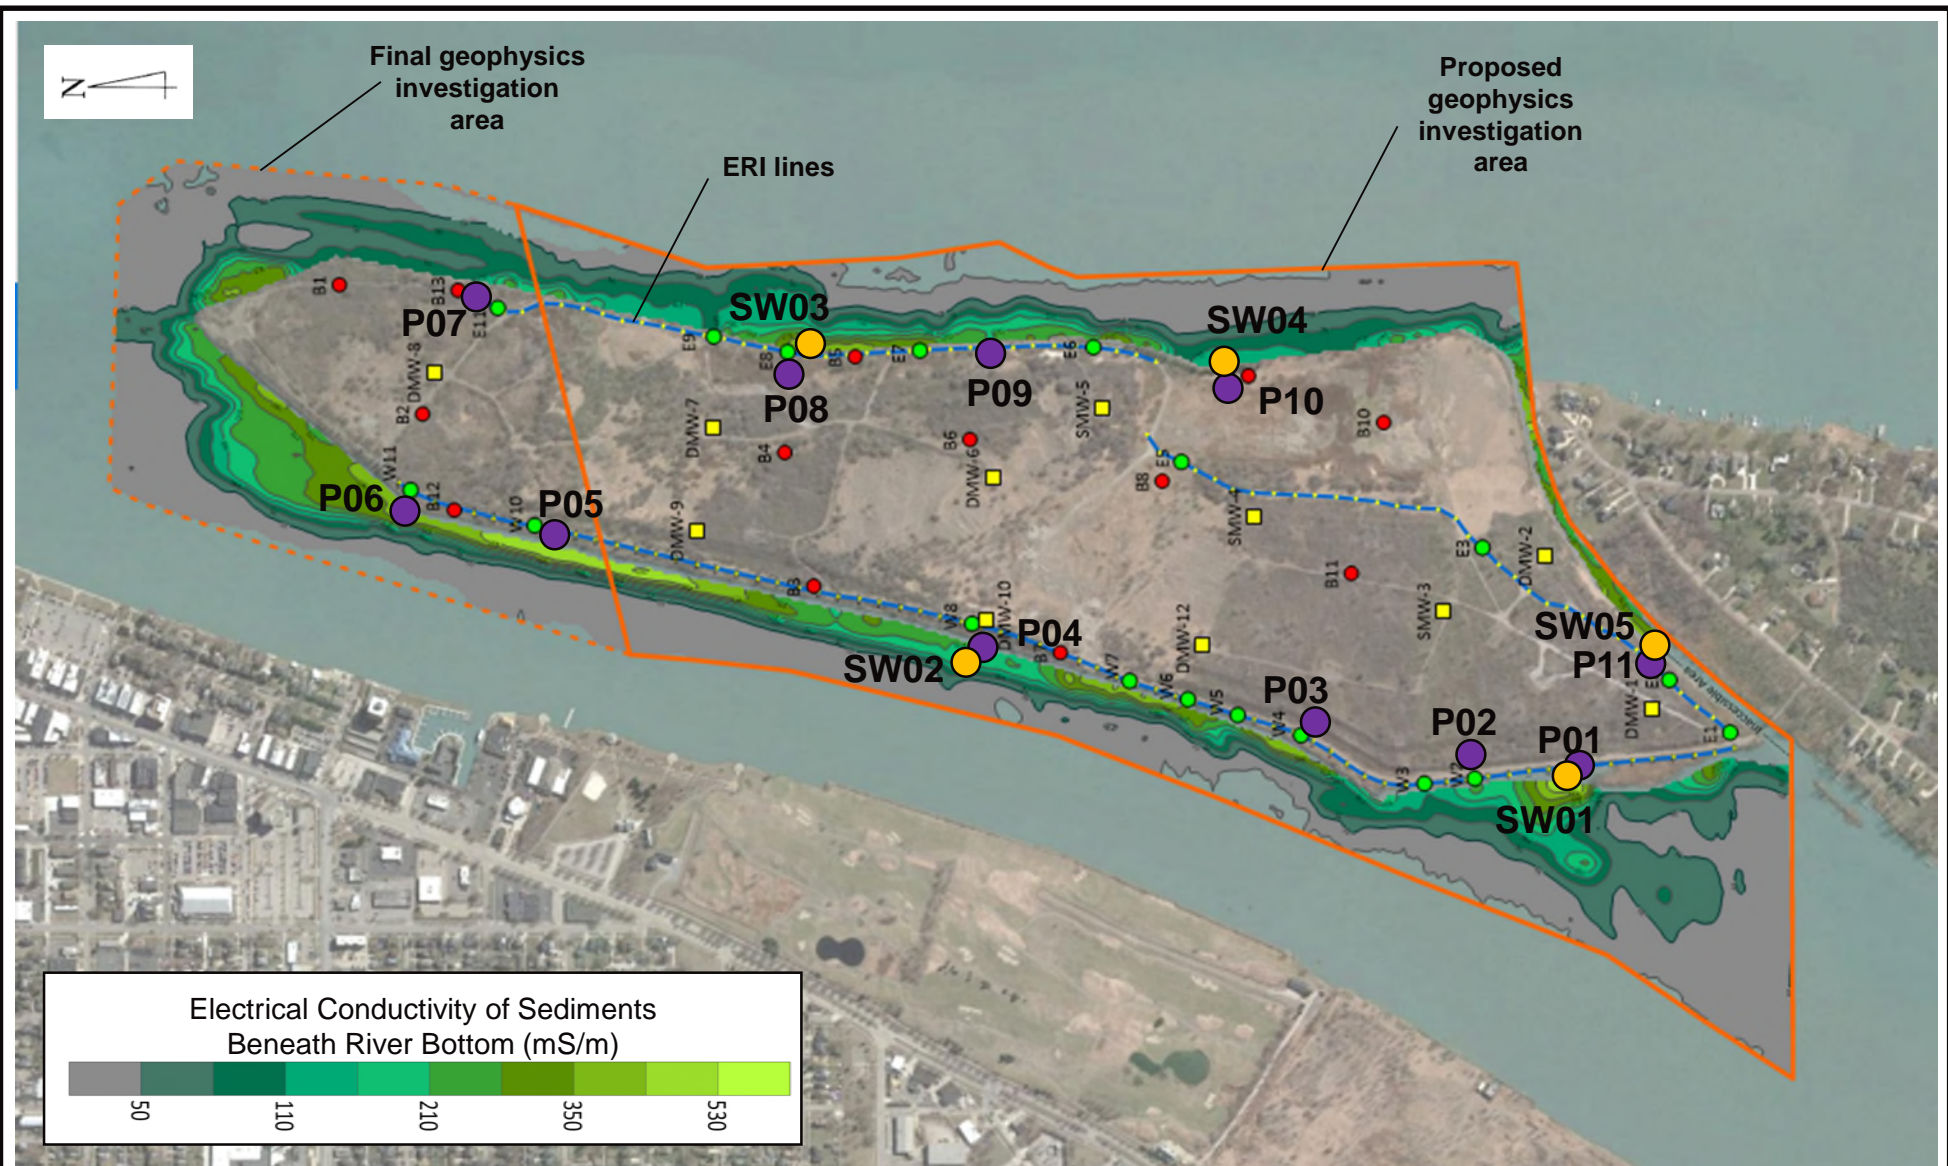 N
Final geophysics
investigation
area
Proposed
geophysics
investigation
area
ERI lines
B1
B13
P07
E11
DMW-8
B2
W11
P06
B12
W10
P05
E9
SW03
E8
B5
E7
P08
P09
E6
SW04
P10
B10
DMW-7
B4
B6
DMW-6
SMW-5
E5
B8
SMW-4
DMW-9
B3
W8
DMW-10
P04
SW02
W7
W6
DMW-12
W5
P03
W4
B11
SMW-3
E3
DMW-2
SW05
P11
DMW-1
E1
Inaccessible Area
P02
P01
W3
W2
SW01
Electrical Conductivity of Sediments
Beneath River Bottom (mS/m)
50
110
210
350
530